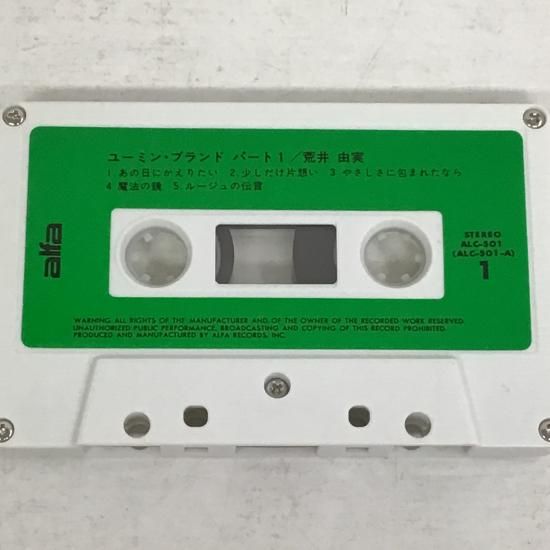 ユーミン・ブランド パート1／荒井 由実
1. あの日にかえりたい 2. 少しだけ片想い 3. やさしさに包まれたなら
4. 魔法の鏡 5. ルージュの伝言
alfa
STEREO
ALC-501
(ALC-501-A)
1
WARNING: ALL RIGHTS OF THE MANUFACTURER AND OF THE OWNER OF THE RECORDED WORK RESERVED.
UNAUTHORIZED PUBLIC PERFORMANCE, BROADCASTING AND COPYING OF THIS RECORD PROHIBITED.
PRODUCED AND MANUFACTURED BY ALFA RECORDS, INC.